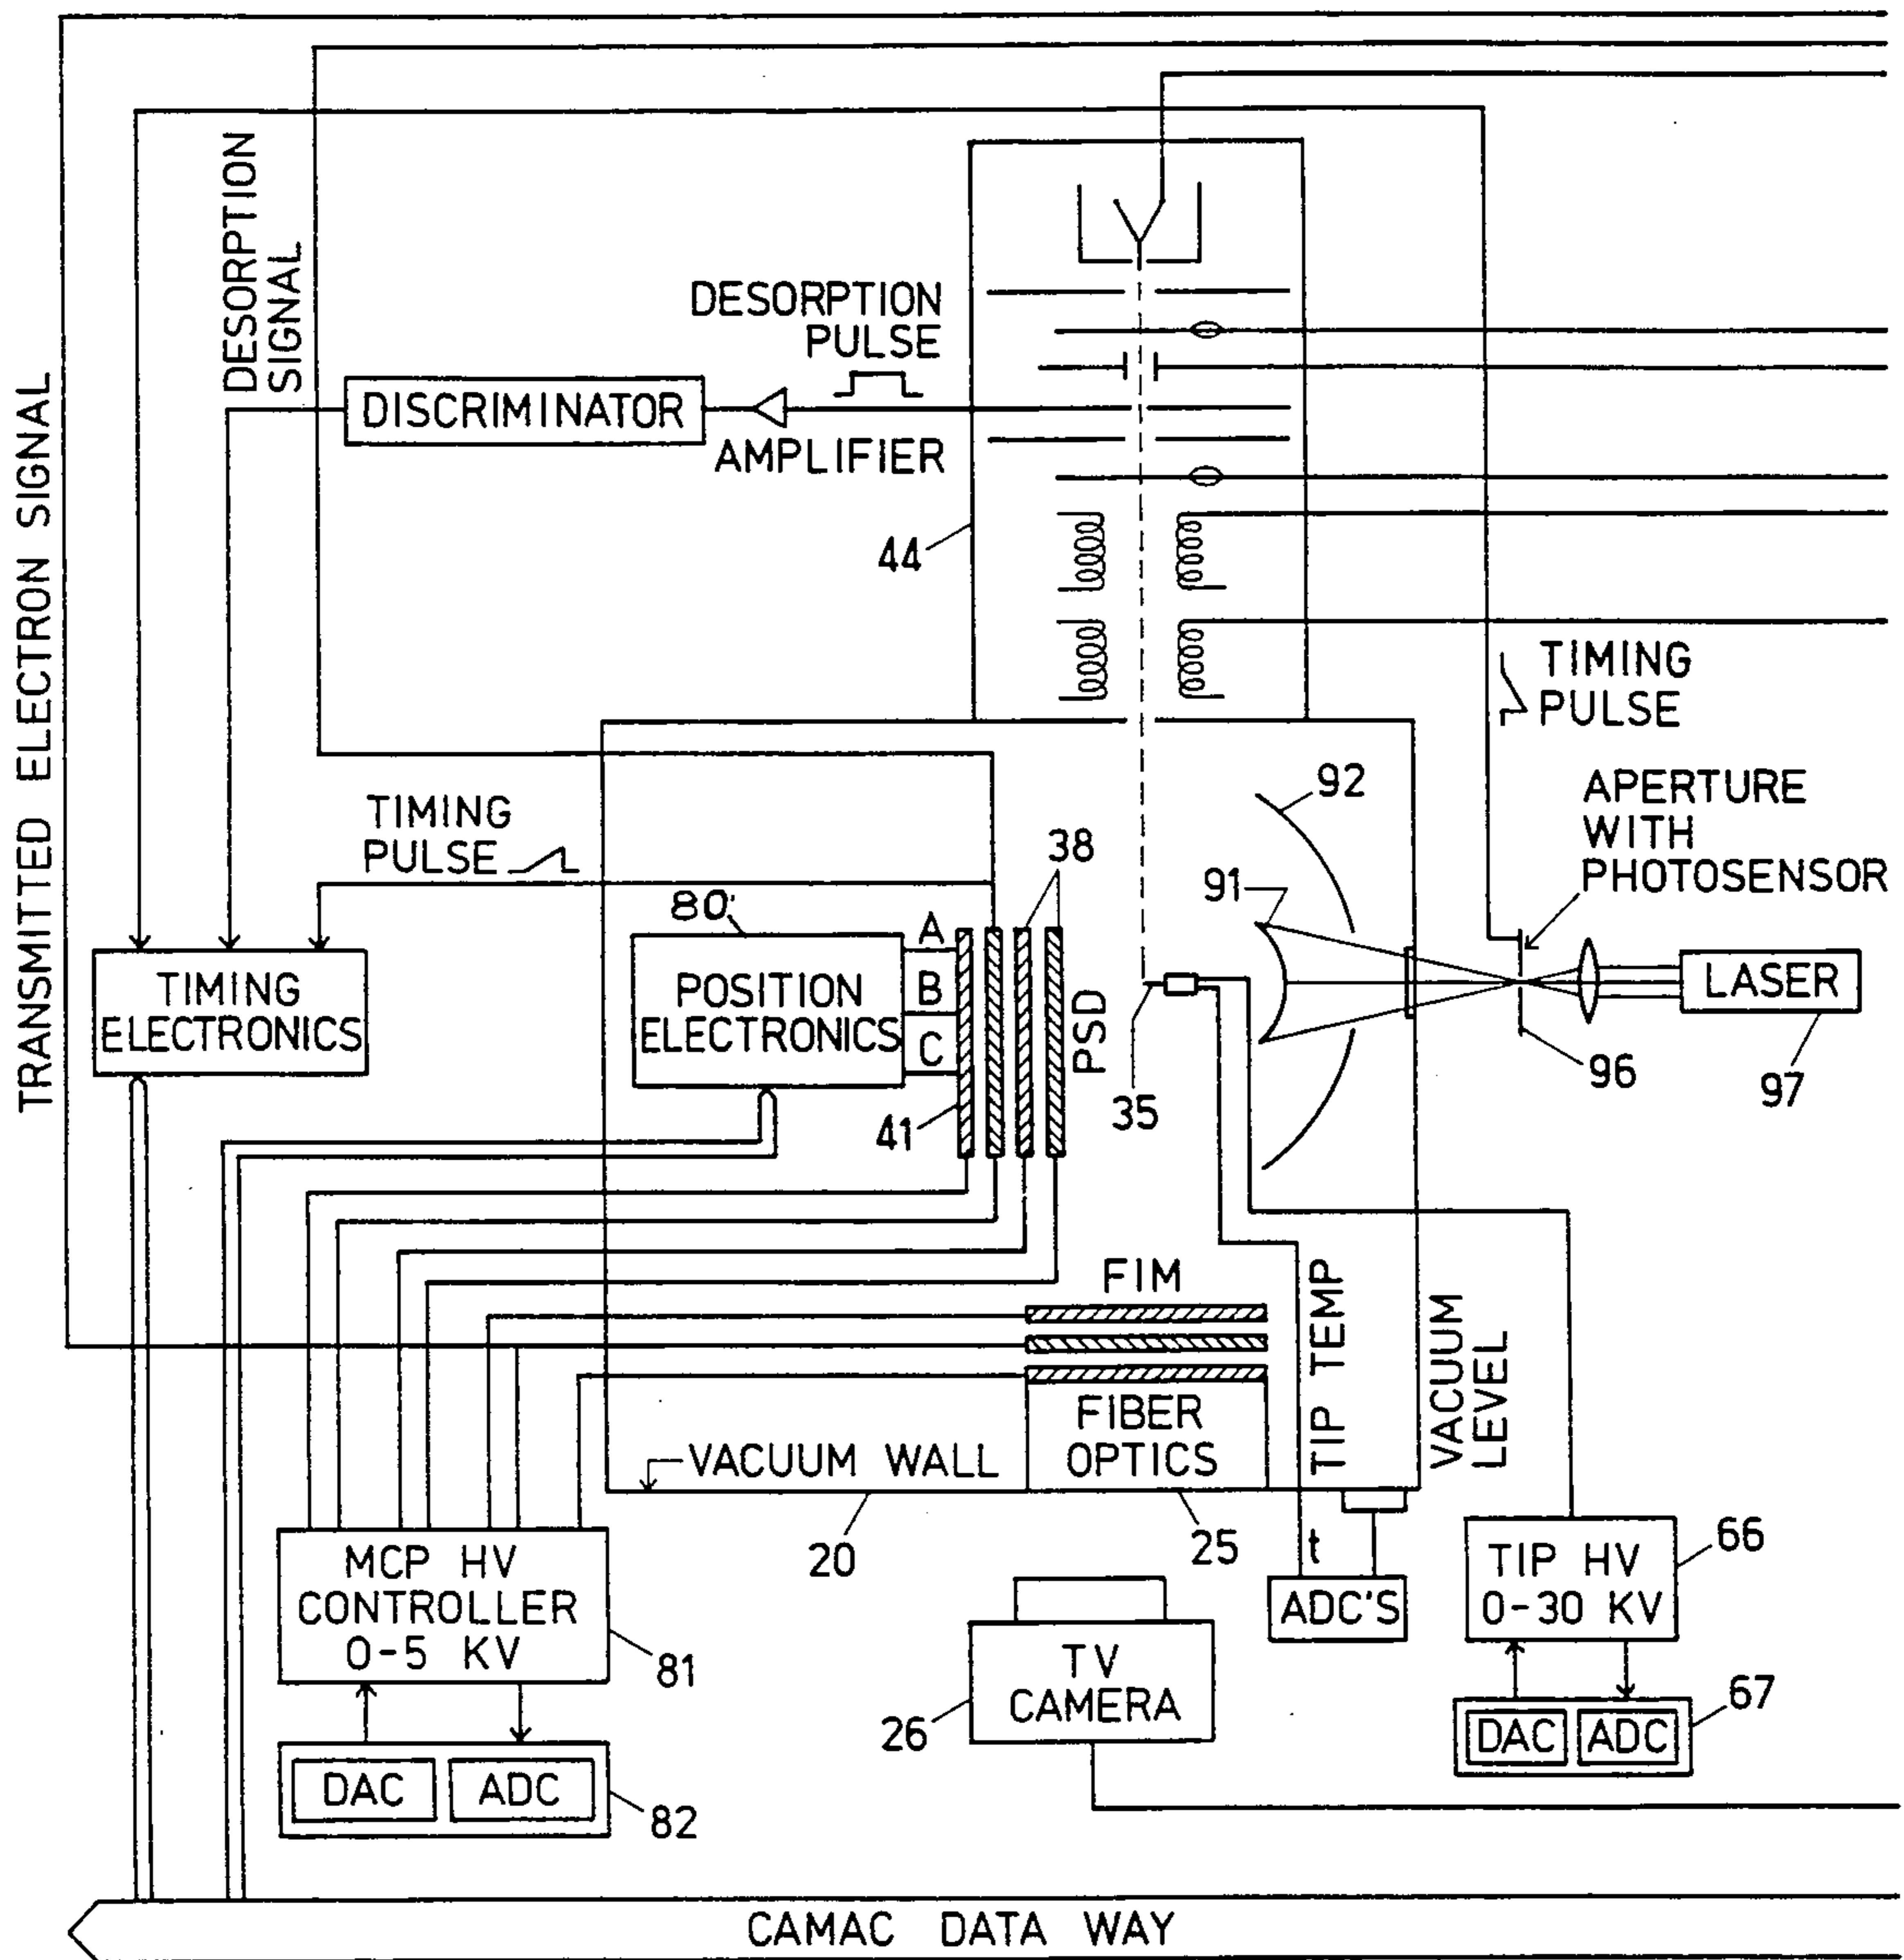 TRANSMITTED ELECTRON SIGNAL
DESORPTION
SIGNAL
DESORPTION
PULSE
DISCRIMINATOR
AMPLIFIER
44
TIMING
PULSE
92
APERTURE
WITH
PHOTOSENSOR
TIMING
PULSE
38
91
80'
A
B
C
TIMING
ELECTRONICS
POSITION
ELECTRONICS
PSD
LASER
41
35
96
97
FIM
TIP TEMP
VACUUM
LEVEL
FIBER
OPTICS
VACUUM WALL
20
25
t
MCP HV
CONTROLLER
0-5 KV
81
ADC'S
TIP HV
0-30 KV
66
TV
CAMERA
26
DAC
ADC
67
DAC
ADC
82
CAMAC DATA WAY